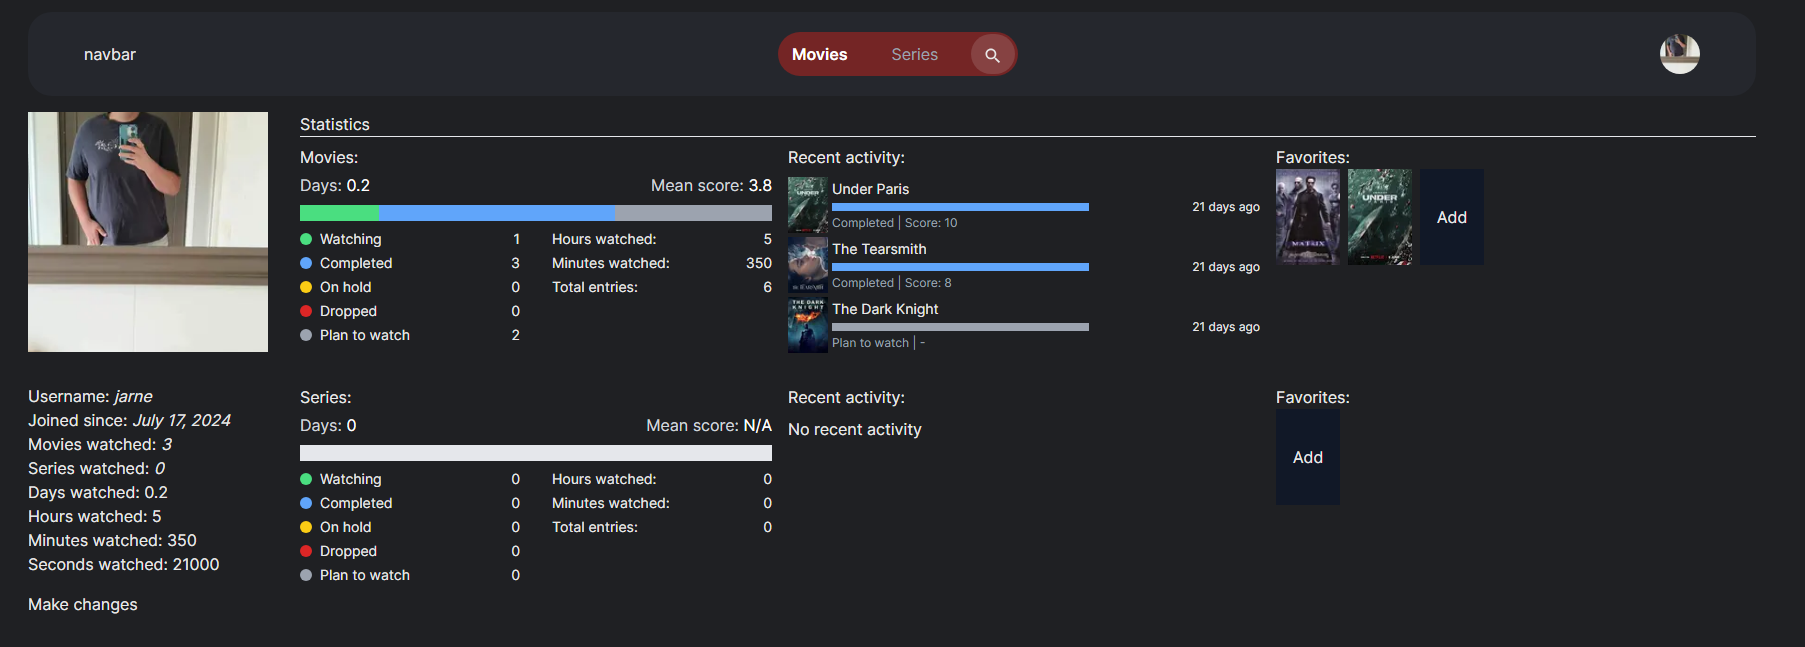 navbar
Movies Series
Statistics
Movies:
Days: 0.2 Mean score: 3.8
Watching 1
Completed 3
On hold 0
Dropped 0
Plan to watch 2
Hours watched: 5
Minutes watched: 350
Total entries: 6
Recent activity:
UNDER
Under Paris
Completed | Score: 10
21 days ago
The Tearsmith
Completed | Score: 8
21 days ago
THE DARK
KNIGHT
The Dark Knight
Plan to watch | -
21 days ago
Favorites:
MATRIX
UNDER
Add
Username: jarne
Joined since: July 17, 2024
Movies watched: 3
Series watched: 0
Days watched: 0.2
Hours watched: 5
Minutes watched: 350
Seconds watched: 21000
Make changes
Series:
Days: 0 Mean score: N/A
Watching 0
Completed 0
On hold 0
Dropped 0
Plan to watch 0
Hours watched: 0
Minutes watched: 0
Total entries: 0
Recent activity:
No recent activity
Favorites:
Add